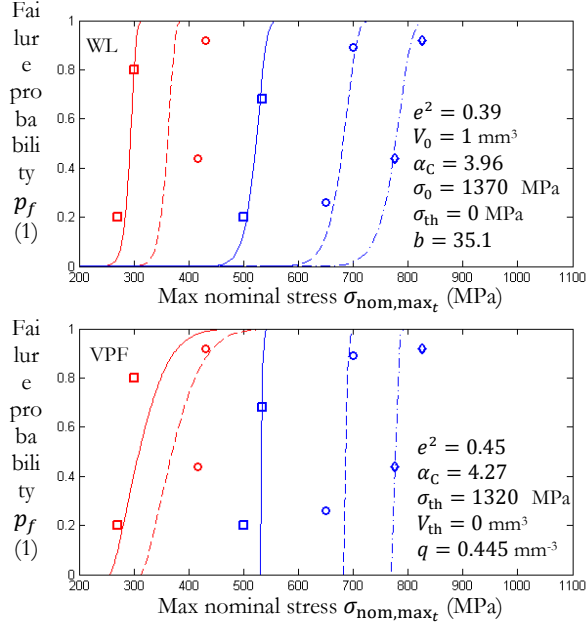 Fai
lur
e
pro
ba
bili
ty
p_f
(1)
1
0.8
0.6
0.4
0.2
0
WL
e² = 0.39
V₀ = 1 mm³
α_C = 3.96
σ₀ = 1370 MPa
σ_th = 0 MPa
b = 35.1
200 300 400 500 600 700 800 900 1000 1100
Max nominal stress σ_nom,max_t (MPa)
Fai
lur
e
pro
ba
bili
ty
p_f
(1)
1
0.8
0.6
0.4
0.2
0
VPF
e² = 0.45
α_C = 4.27
σ_th = 1320 MPa
V_th = 0 mm³
q = 0.445 mm⁻³
200 300 400 500 600 700 800 900 1000 1100
Max nominal stress σ_nom,max_t (MPa)